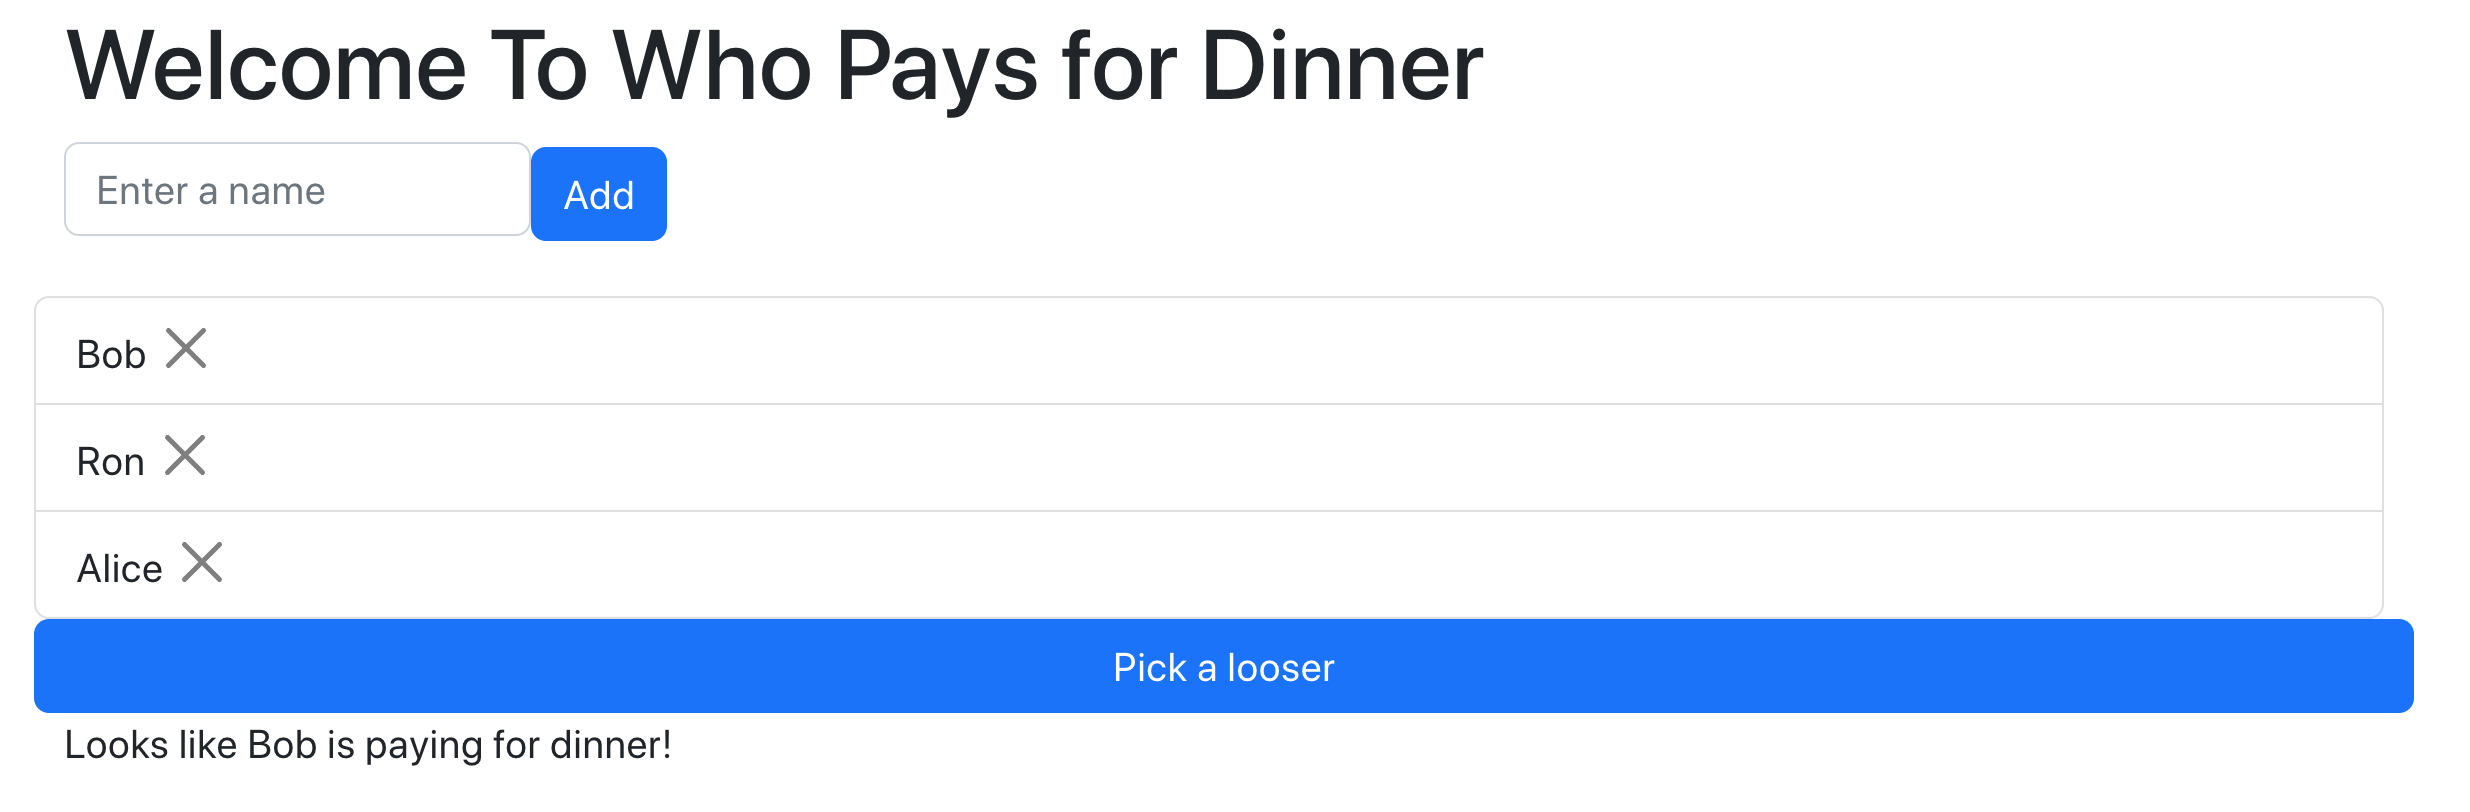 Welcome To Who Pays for Dinner
Enter a name
Add
Bob
Ron
Alice
Pick a looser
Looks like Bob is paying for dinner!